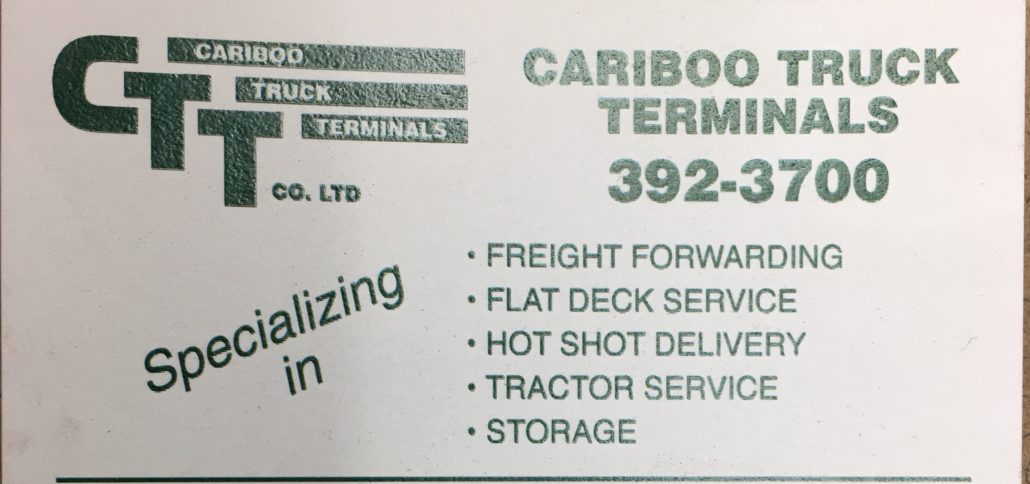 CTT
CARIBOO
TRUCK
TERMINALS
CO. LTD
CARIBOO TRUCK
TERMINALS
392-3700
Specializing
in
• FREIGHT FORWARDING
• FLAT DECK SERVICE
• HOT SHOT DELIVERY
• TRACTOR SERVICE
• STORAGE